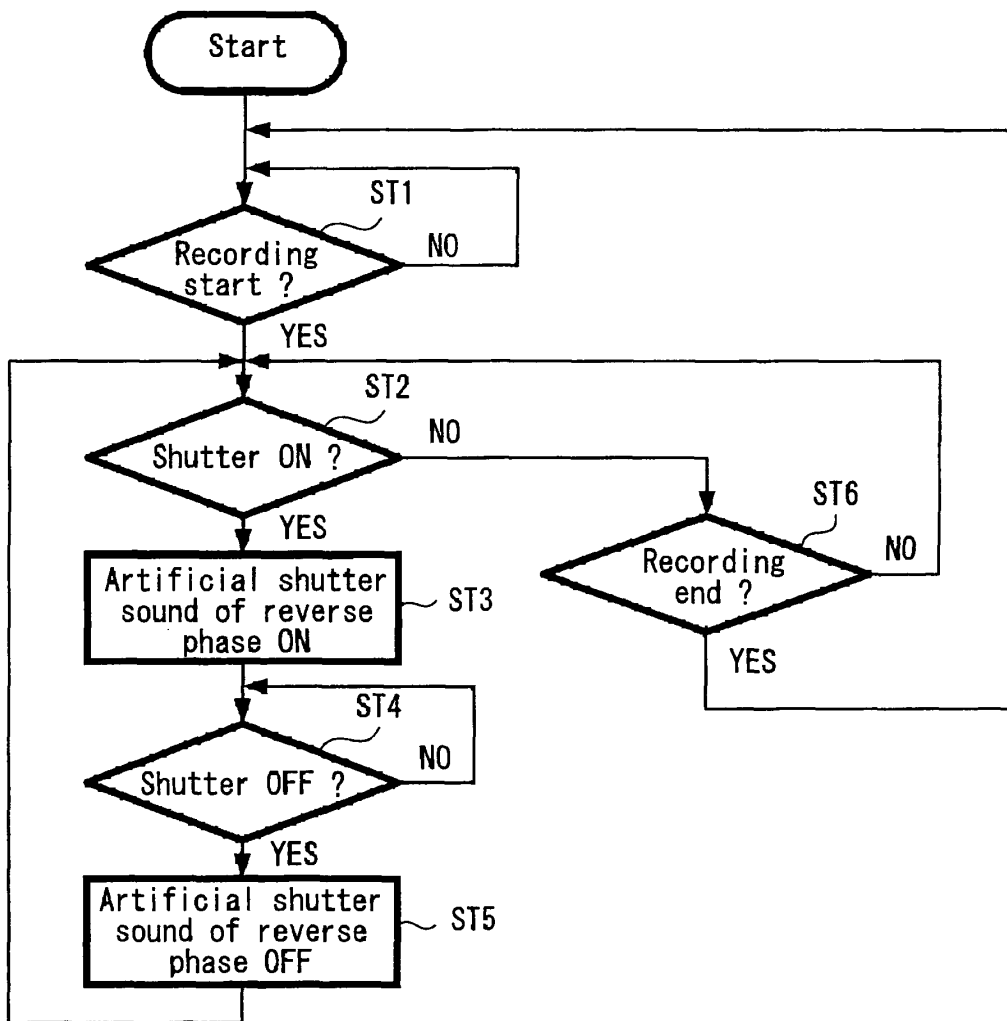 Start
ST1
Recording
start ?
NO
YES
ST2
Shutter ON ?
NO
YES
ST6
Recording
end ?
NO
YES
Artificial shutter
sound of reverse
phase ON
ST3
ST4
Shutter OFF ?
NO
YES
Artificial shutter
sound of reverse
phase OFF
ST5